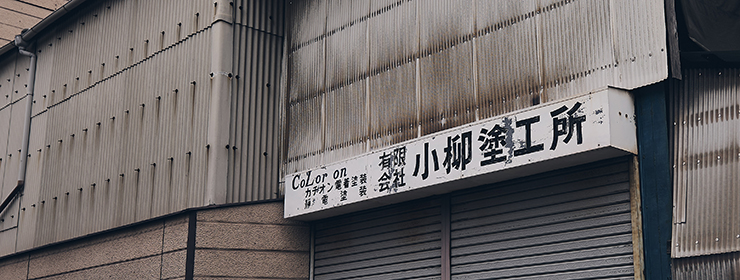 CoLor on
カチオン電着塗装
静電塗装
有限会社 小柳塗工所